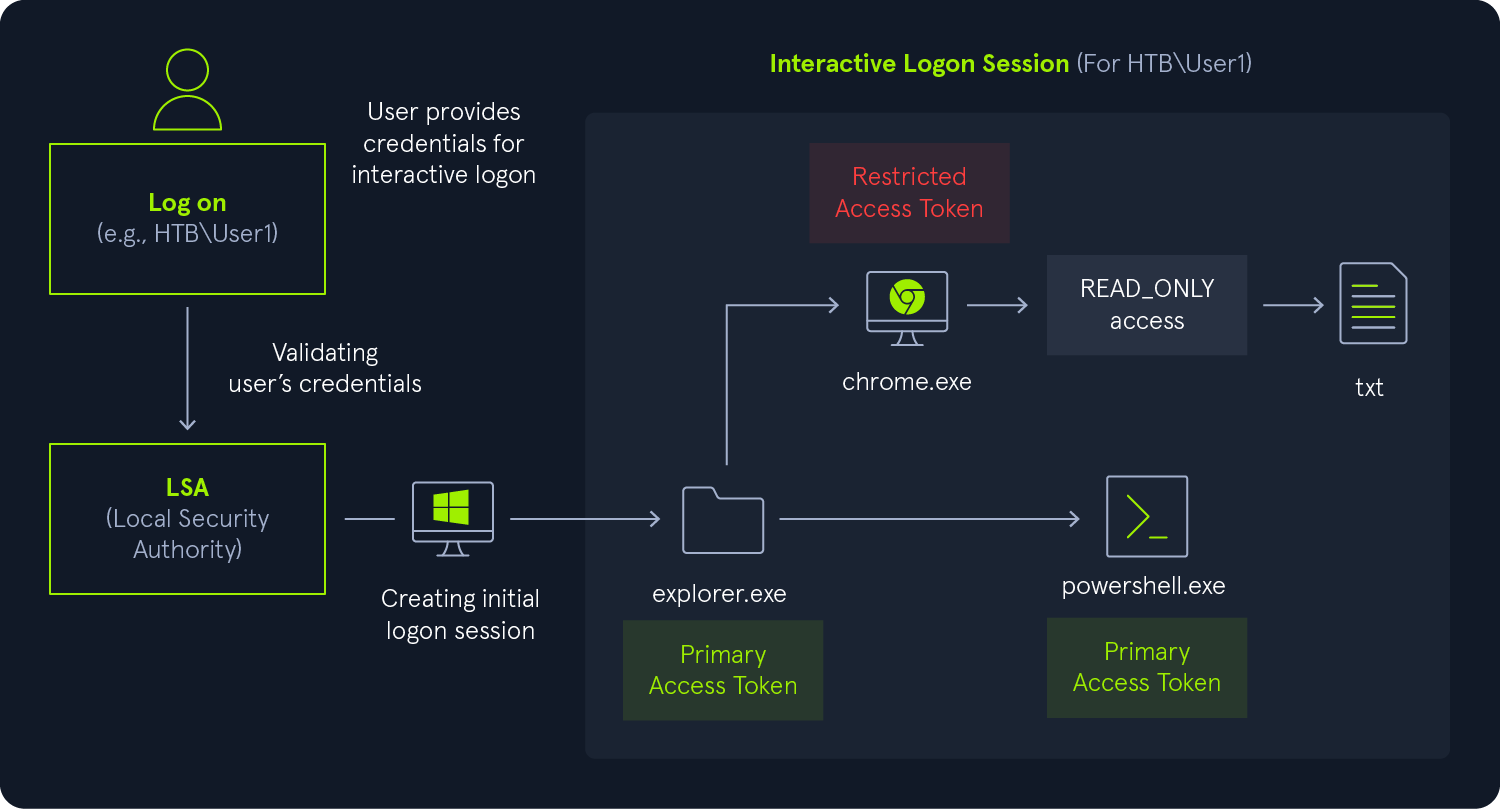 Interactive Logon Session (For HTB\User1)
User provides
credentials for
interactive logon
Log on
(e.g., HTB\User1)
Validating
user’s credentials
LSA
(Local Security
Authority)
Creating initial
logon session
Restricted
Access Token
chrome.exe
READ_ONLY
access
txt
explorer.exe
Primary
Access Token
powershell.exe
Primary
Access Token